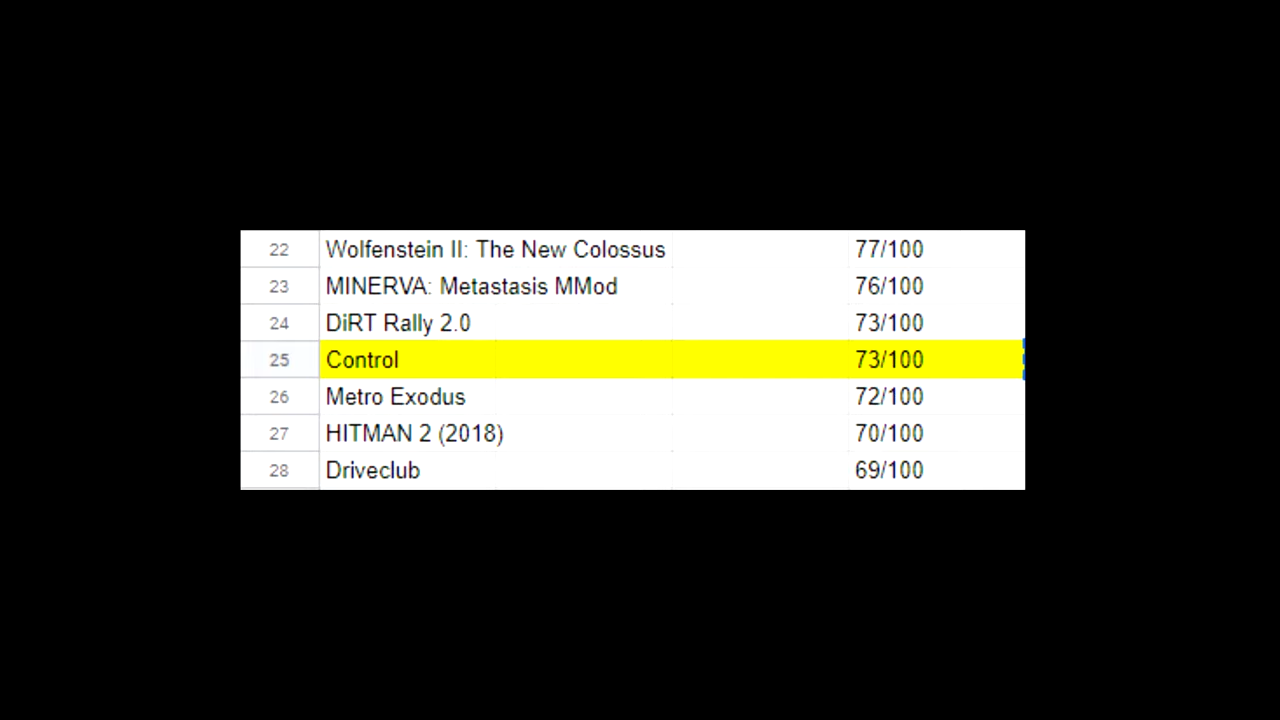 22 Wolfenstein II: The New Colossus 77/100
23 MINERVA: Metastasis MMod 76/100
24 DiRT Rally 2.0 73/100
25 Control 73/100
26 Metro Exodus 72/100
27 HITMAN 2 (2018) 70/100
28 Driveclub 69/100